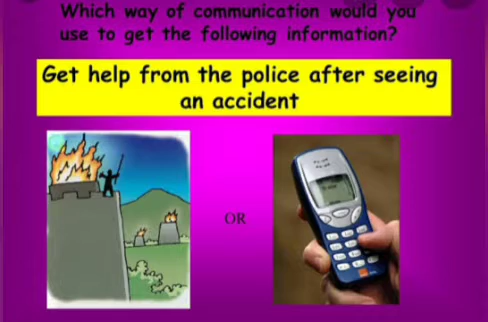 Which way of communication would you
use to get the following information?
Get help from the police after seeing
an accident
OR